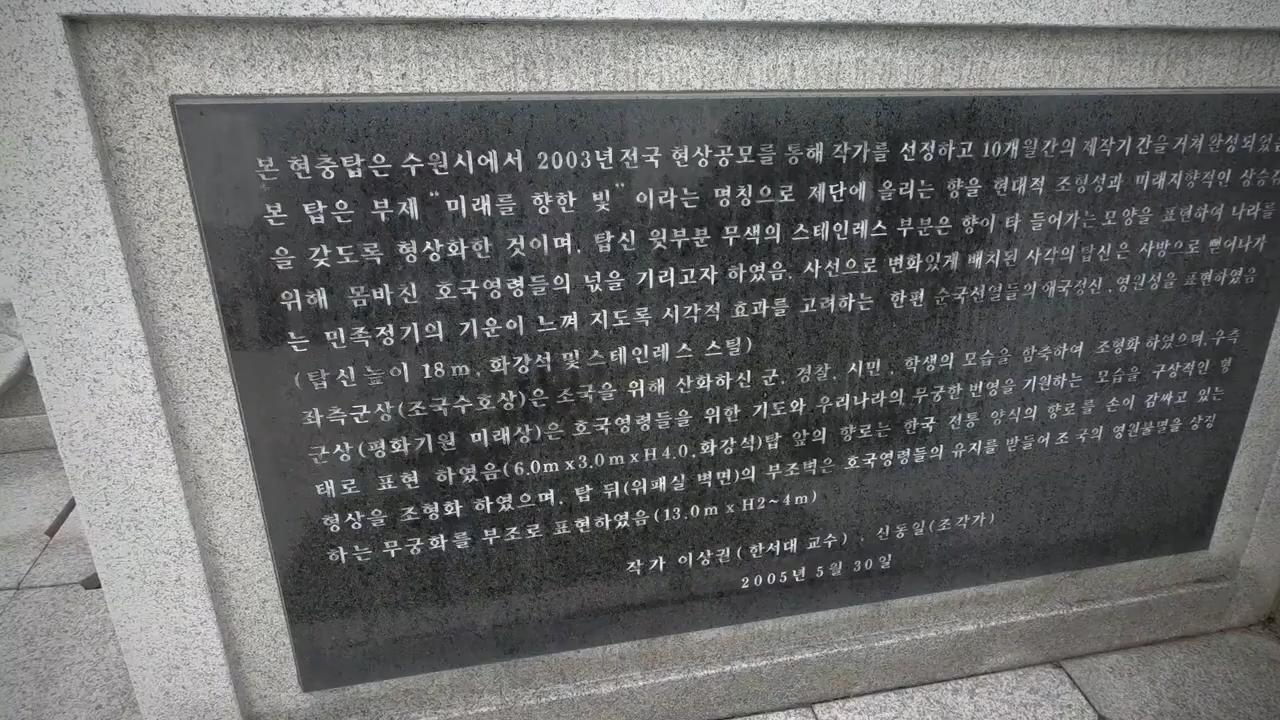 본 현충탑은 수원시에서 2003년 전국 현상공모를 통해 작가를 선정하고 10개월간의 제작기간을 거쳐 완성되었
본 탑은 부제 “미래를 향한 빛” 이라는 명칭으로 제단에 올리는 향을 현대적 조형성과 미래지향적인 상승감
을 갖도록 형상화한 것이며, 탑신 윗부분 무색의 스테인레스 부분은 향이 타 들어가는 모양을 표현하여 나라를
위해 몸바친 호국영령들의 넋을 기리고자 하였음. 사선으로 변화있게 배치된 사각의 탑신은 사방으로 뻗어나가
는 민족정기의 기운이 느껴 지도록 시각적 효과를 고려하는 한편 순국선열들의 애국정신, 영원성을 표현하였음
(탑신높이 18m, 화강석 및 스테인레스 스틸)
좌측군상(조국수호상)은 조국을 위해 산화하신 군, 경찰, 시민, 학생의 모습을 함축하여 조형화 하였으며, 우측
군상(평화기원 미래상)은 호국영령들을 위한 기도와 우리나라의 무궁한 번영을 기원하는 모습을 구상적인 형
태로 표현 하였음(6.0m x3.0m x H4.0,화강석)탑 앞의 향로는 한국 전통 양식의 향로를 손이 감싸고 있는
형상을 조형화 하였으며, 탑 뒤(위패실 벽면)의 부조벽은 호국영령들의 유지를 받들어 조국의 영원불멸을 상징
하는 무궁화를 부조로 표현하였음(13.0m x H2~4m)
작가 이상권(한서대 교수) , 신동일(조각가)
2005년 5월 30일